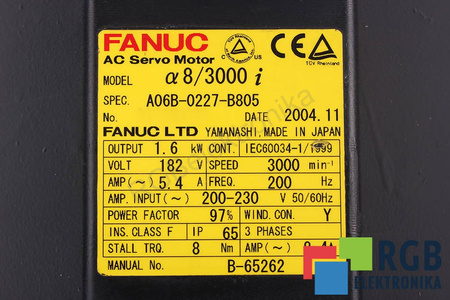 FANUC
AC Servo Motor
C US
TÜV Rheinland
MODEL α8/3000 i
SPEC. A06B-0227-B805
No. DATE 2004.11
FANUC LTD YAMANASHI, MADE IN JAPAN
OUTPUT 1.6 kW CONT. IEC60034-1/1999
VOLT 182 V SPEED 3000 min⁻¹
AMP(~) 5.4 A FREQ. 200 Hz
AMP. INPUT (~) 200-230 V 50/60Hz
POWER FACTOR 97% WIND. CON. Y
INS. CLASS F IP 65 3 PHASES
STALL TRQ. 8 Nm
MANUAL No. B-65262
RGB
ELEKTRONIKA